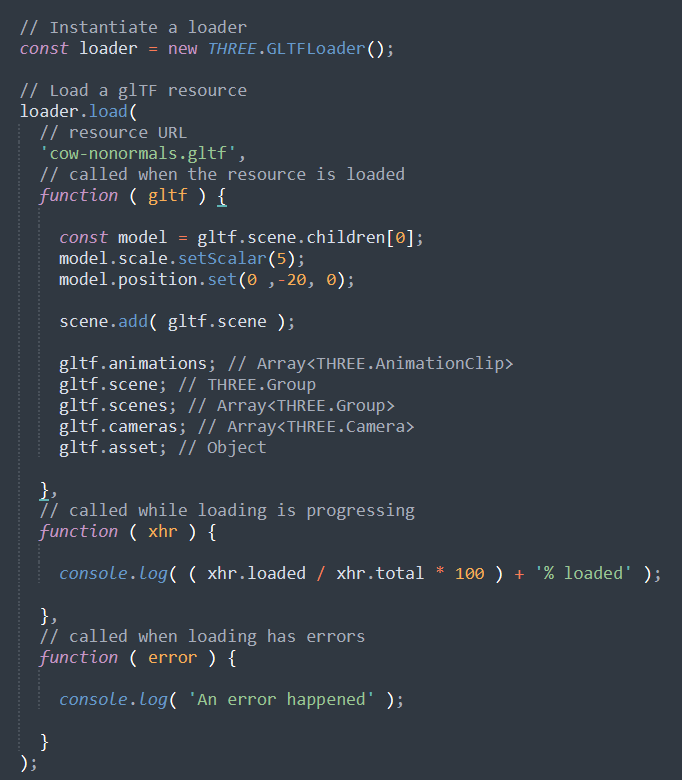 // Instantiate a loader
const loader = new THREE.GLTFLoader();
// Load a glTF resource
loader.load(
// resource URL
'cow-nonormals.gltf',
// called when the resource is loaded
function ( gltf ) {
const model = gltf.scene.children[0];
model.scale.setScalar(5);
model.position.set(0 ,-20, 0);
scene.add( gltf.scene );
gltf.animations; // Array<THREE.AnimationClip>
gltf.scene; // THREE.Group
gltf.scenes; // Array<THREE.Group>
gltf.cameras; // Array<THREE.Camera>
gltf.asset; // Object
},
// called while loading is progressing
function ( xhr ) {
console.log( ( xhr.loaded / xhr.total * 100 ) + '% loaded' );
},
// called when loading has errors
function ( error ) {
console.log( 'An error happened' );
}
);